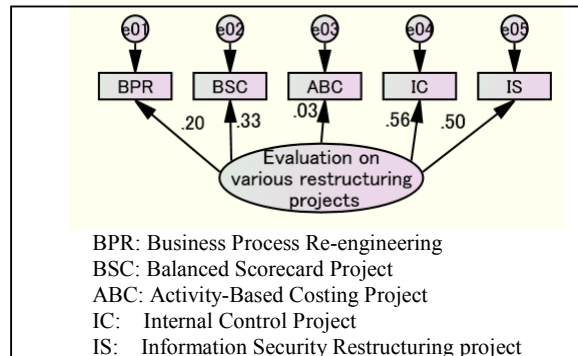 e01 e02 e03 e04 e05
BPR BSC ABC IC IS
.20 .33 .03 .56 .50
Evaluation on
various restructuring
projects
BPR: Business Process Re-engineering
BSC: Balanced Scorecard Project
ABC: Activity-Based Costing Project
IC: Internal Control Project
IS: Information Security Restructuring project